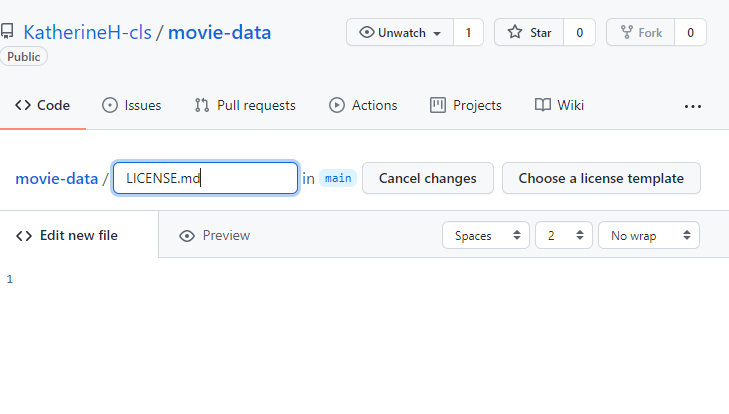 KatherineH-cls / movie-data Unwatch 1 Star 0 Fork 0
Public
Code Issues Pull requests Actions Projects Wiki ...
movie-data / LICENSE.md in main Cancel changes Choose a license template
Edit new file Preview Spaces 2 No wrap
1